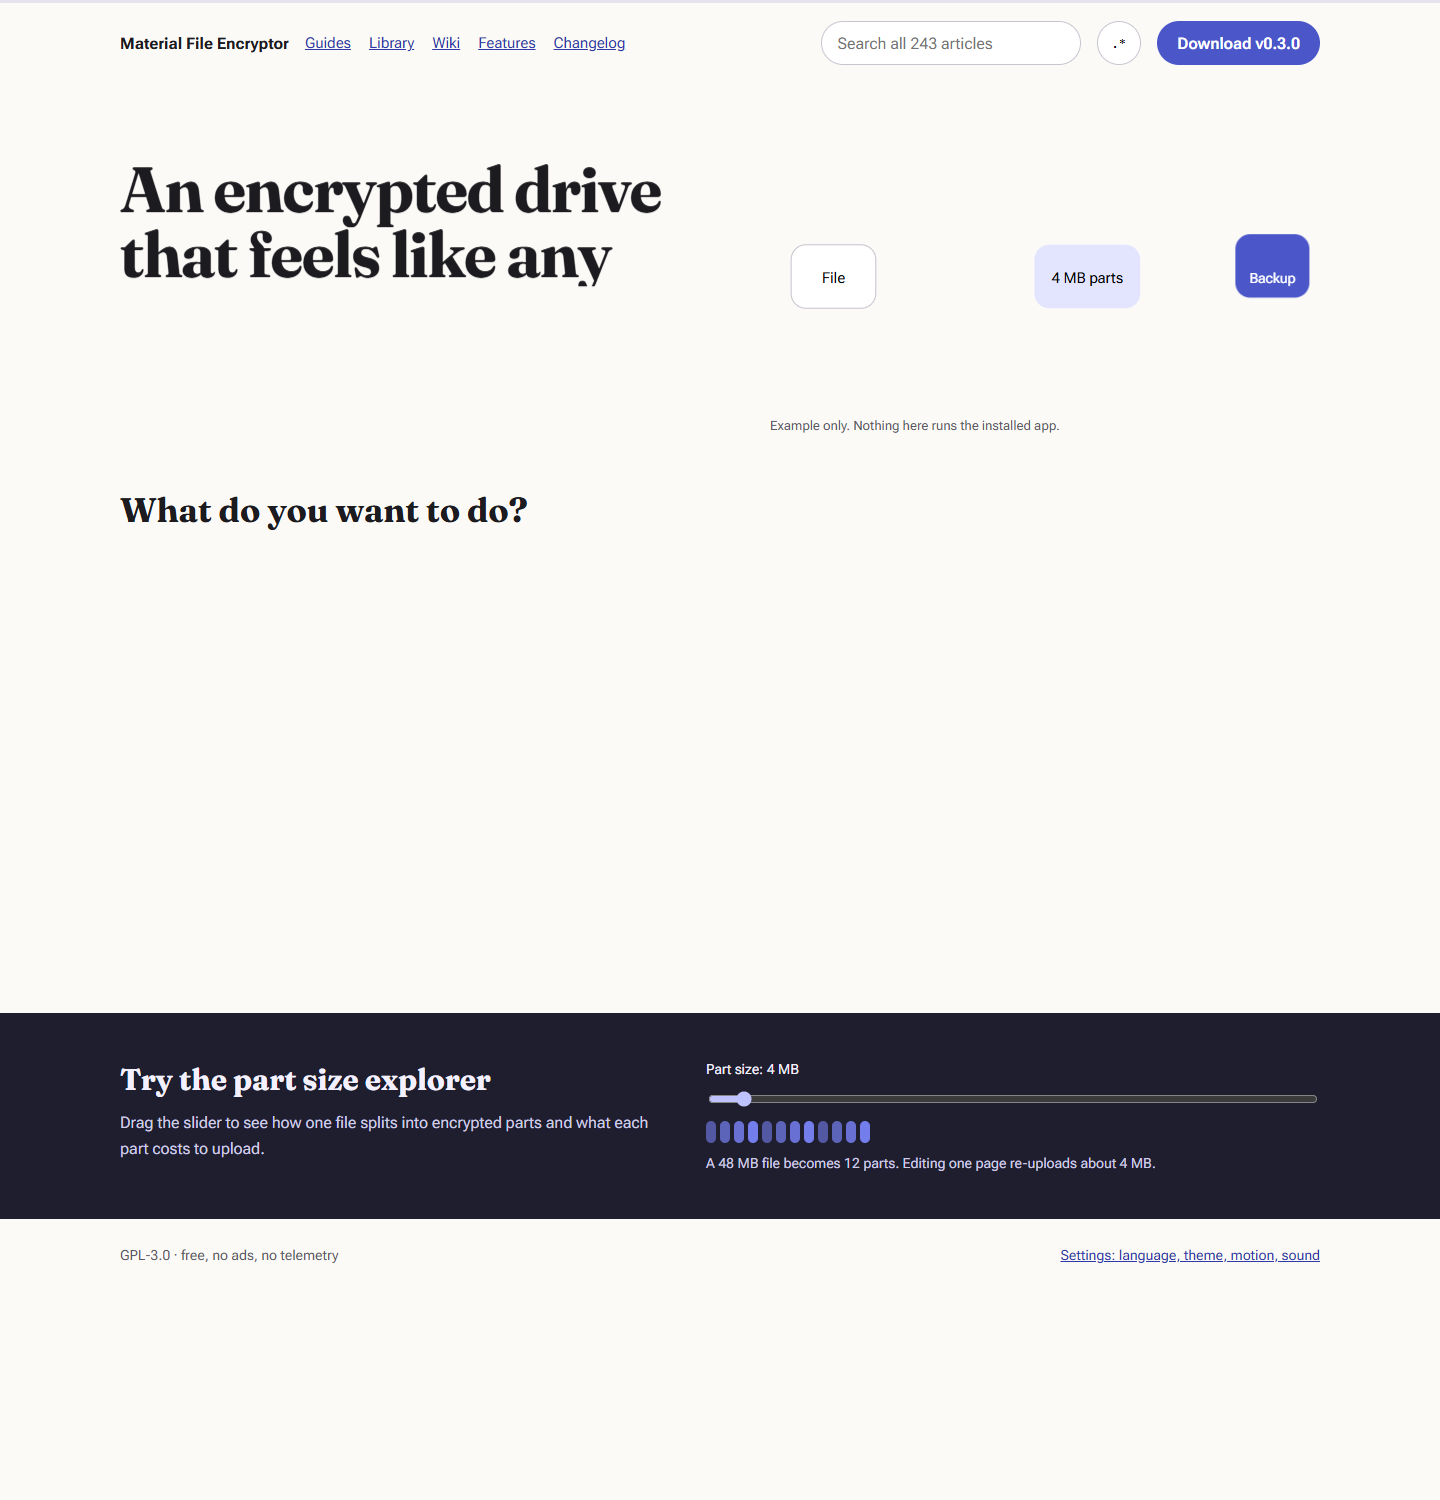 Material File Encryptor Guides Library Wiki Features Changelog Search all 243 articles .* Download v0.3.0
An encrypted drive
that feels like any
File 4 MB parts Backup
Example only. Nothing here runs the installed app.
What do you want to do?
Try the part size explorer
Drag the slider to see how one file splits into encrypted parts and what each
part costs to upload.
Part size: 4 MB
A 48 MB file becomes 12 parts. Editing one page re-uploads about 4 MB.
GPL-3.0 · free, no ads, no telemetry Settings: language, theme, motion, sound